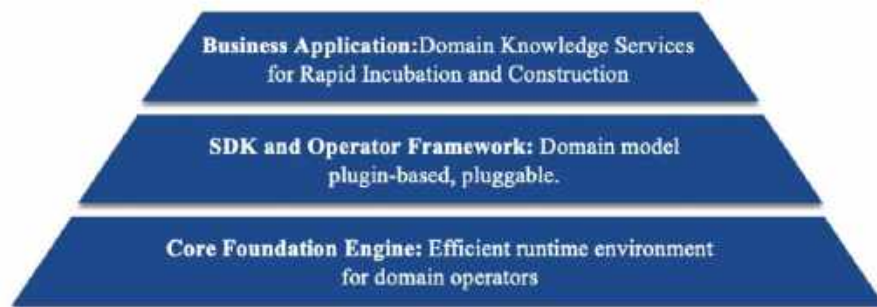 Business Application:Domain Knowledge Services
for Rapid Incubation and Construction
SDK and Operator Framework: Domain model
plugin-based, pluggable.
Core Foundation Engine: Efficient runtime environment
for domain operators